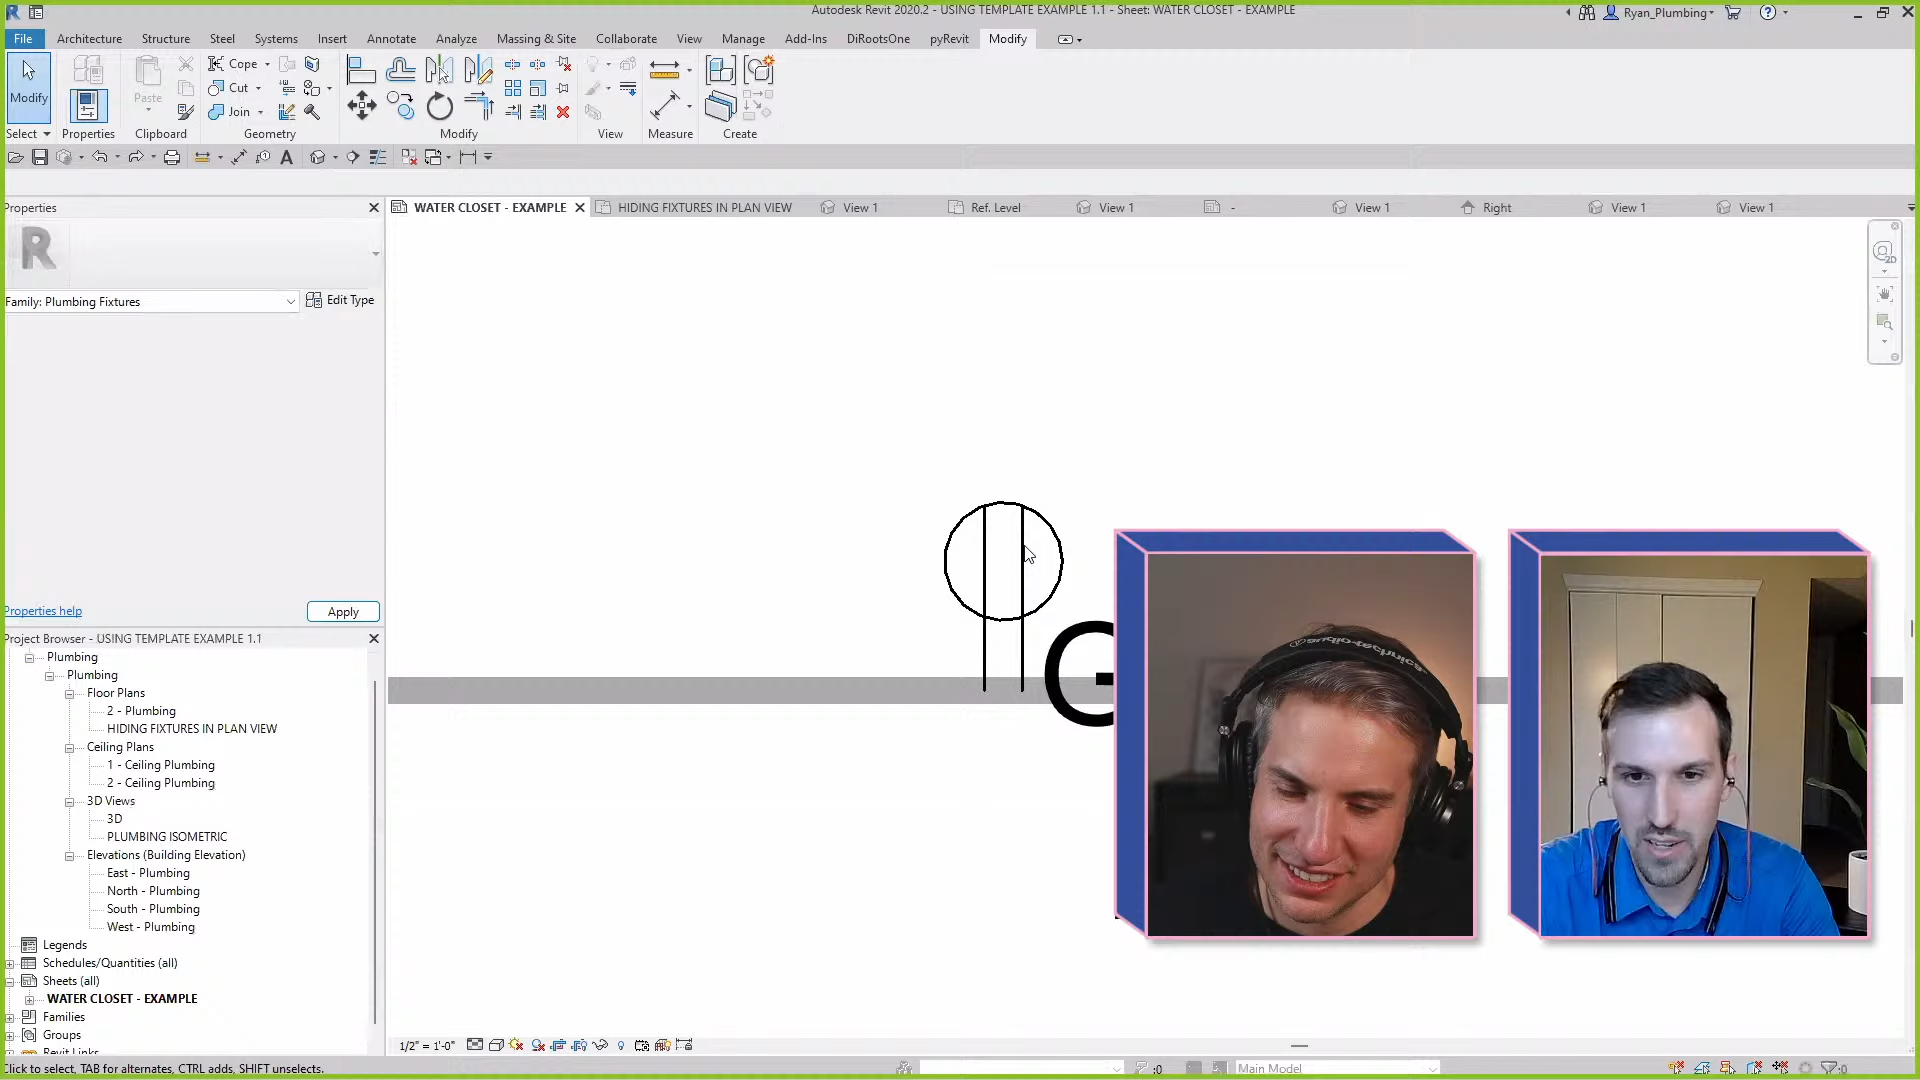 Autodesk Revit 2020.2 - USING TEMPLATE EXAMPLE 1.1 - Sheet: WATER CLOSET - EXAMPLE
Ryan_Plumbing
File Architecture Structure Steel Systems Insert Annotate Analyze Massing & Site Collaborate View Manage Add-Ins DiRootsOne pyRevit Modify
Cope
Modify Paste Cut
Join
Select Properties Clipboard Geometry Modify View Measure Create
Properties
WATER CLOSET - EXAMPLE HIDING FIXTURES IN PLAN VIEW View 1 Ref. Level View 1 - View 1 Right View 1 View 1
R
2D
Family: Plumbing Fixtures Edit Type
G
Properties help Apply
Project Browser - USING TEMPLATE EXAMPLE 1.1
audio-technica
Plumbing
Plumbing
Floor Plans
2 - Plumbing
HIDING FIXTURES IN PLAN VIEW
Ceiling Plans
1 - Ceiling Plumbing
2 - Ceiling Plumbing
3D Views
3D
PLUMBING ISOMETRIC
Elevations (Building Elevation)
East - Plumbing
North - Plumbing
South - Plumbing
West - Plumbing
Legends
Schedules/Quantities (all)
Sheets (all)
WATER CLOSET - EXAMPLE
Families
Groups
Revit Links
1/2" = 1'-0"
Click to select, TAB for alternates, CTRL adds, SHIFT unselects. :0 Main Model :0